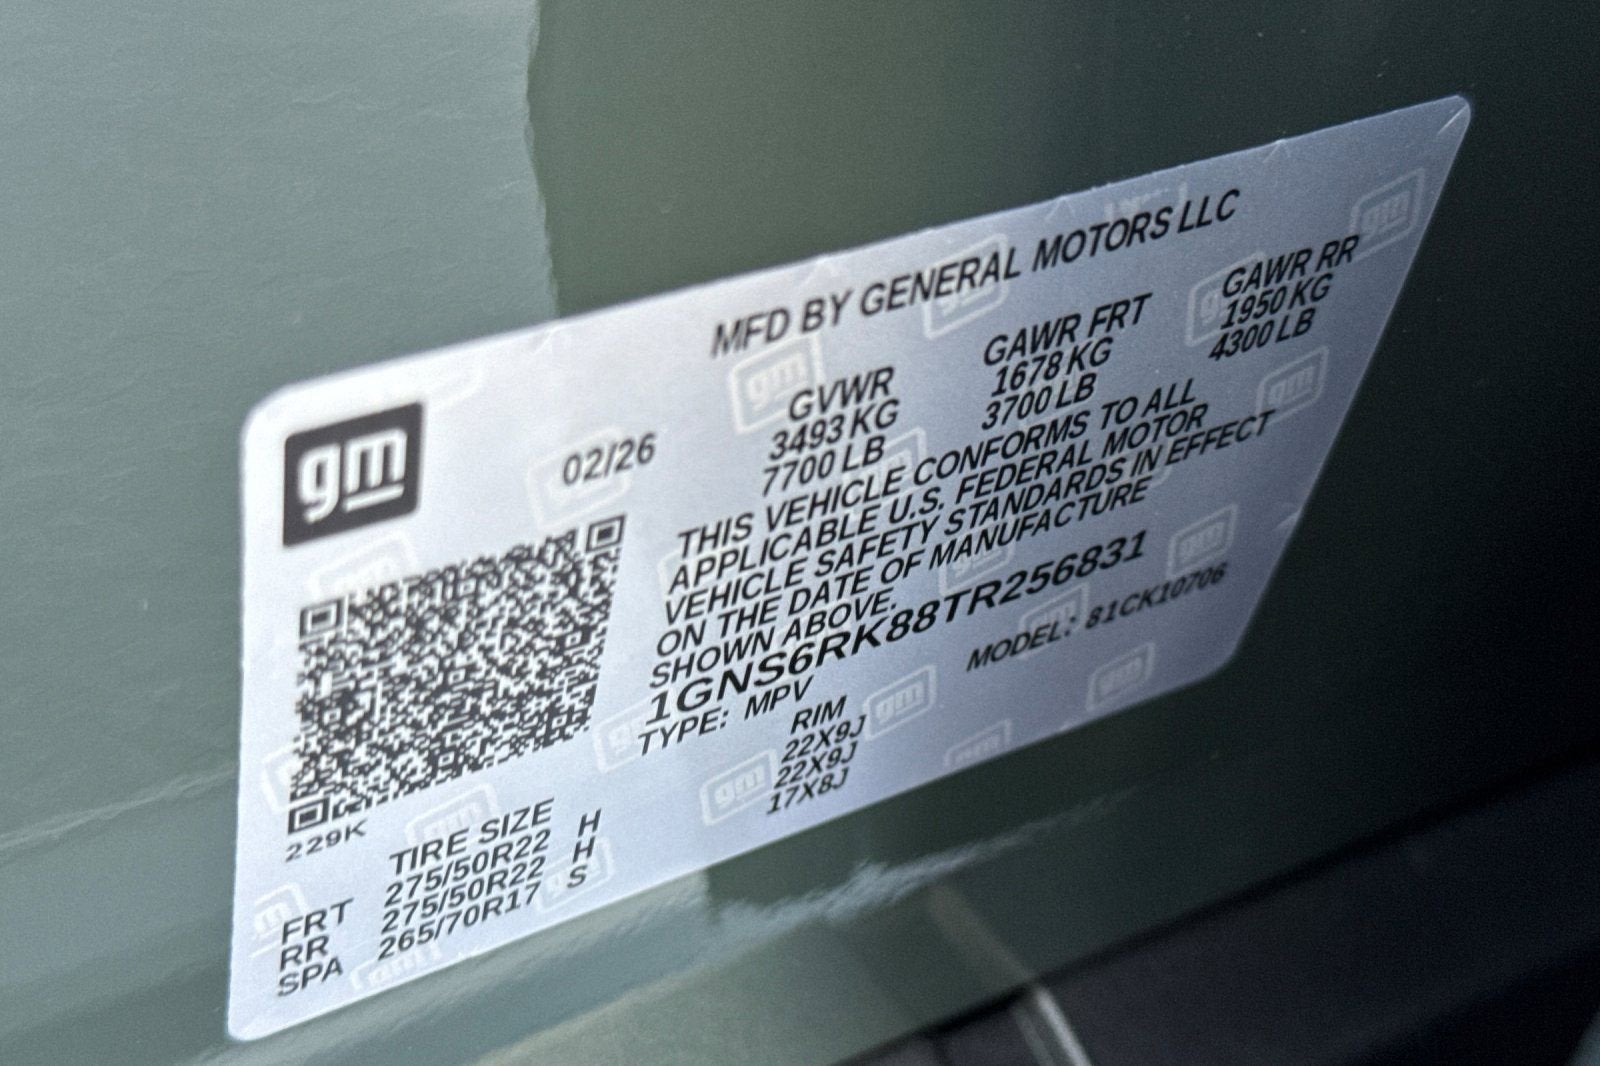 MFD BY GENERAL MOTORS LLC
gm
02/26
GVWR GAWR FRT GAWR RR
3493 KG 1678 KG 1950 KG
7700 LB 3700 LB 4300 LB
THIS VEHICLE CONFORMS TO ALL
APPLICABLE U.S. FEDERAL MOTOR
VEHICLE SAFETY STANDARDS IN EFFECT
ON THE DATE OF MANUFACTURE
SHOWN ABOVE.
1GNS6RK88TR256831
TYPE: MPV MODEL: 81CK10706
229K
TIRE SIZE RIM
FRT 275/50R22 H 22X9J
RR 275/50R22 H 22X9J
SPA 265/70R17 S 17X8J